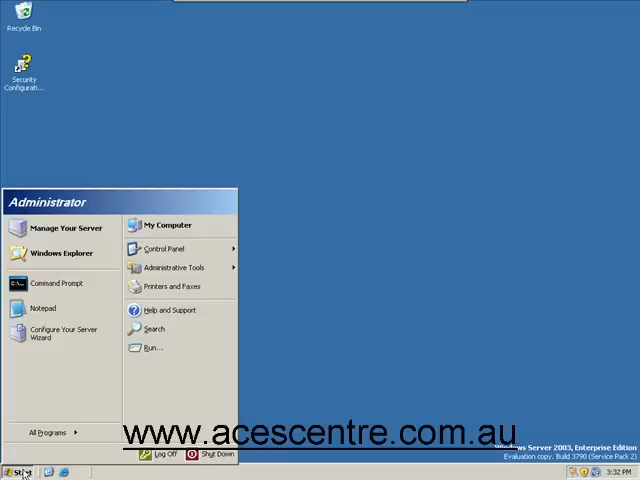 Recycle Bin
Security
Configurati...
Administrator
Manage Your Server
Windows Explorer
Command Prompt
Notepad
Configure Your Server
Wizard
All Programs
My Computer
Control Panel
Administrative Tools
Printers and Faxes
Help and Support
Search
Run...
www.acescentre.com.au
Log Off
Shut Down
Windows Server 2003, Enterprise Edition
Evaluation copy. Build 3790 (Service Pack 2)
Start
3:32 PM